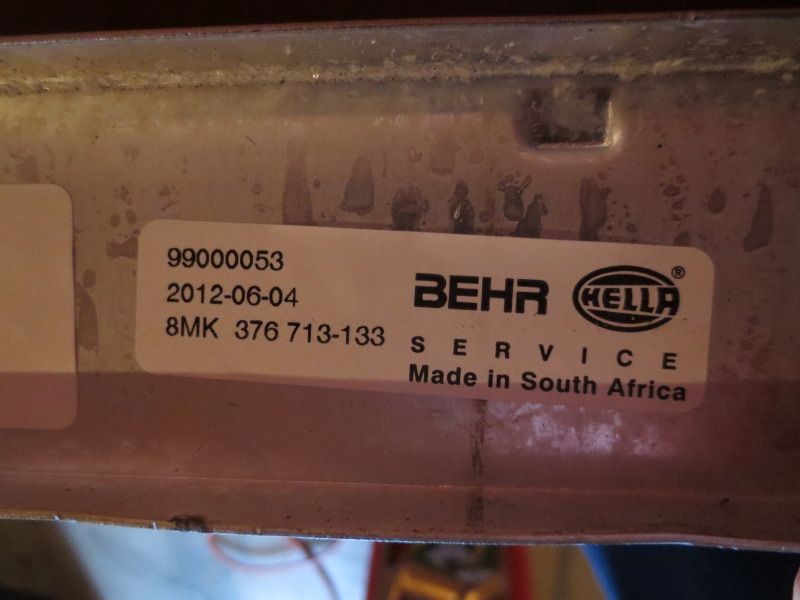 99000053
2012-06-04
8MK 376 713-133
BEHR HELLA®
SERVICE
Made in South Africa